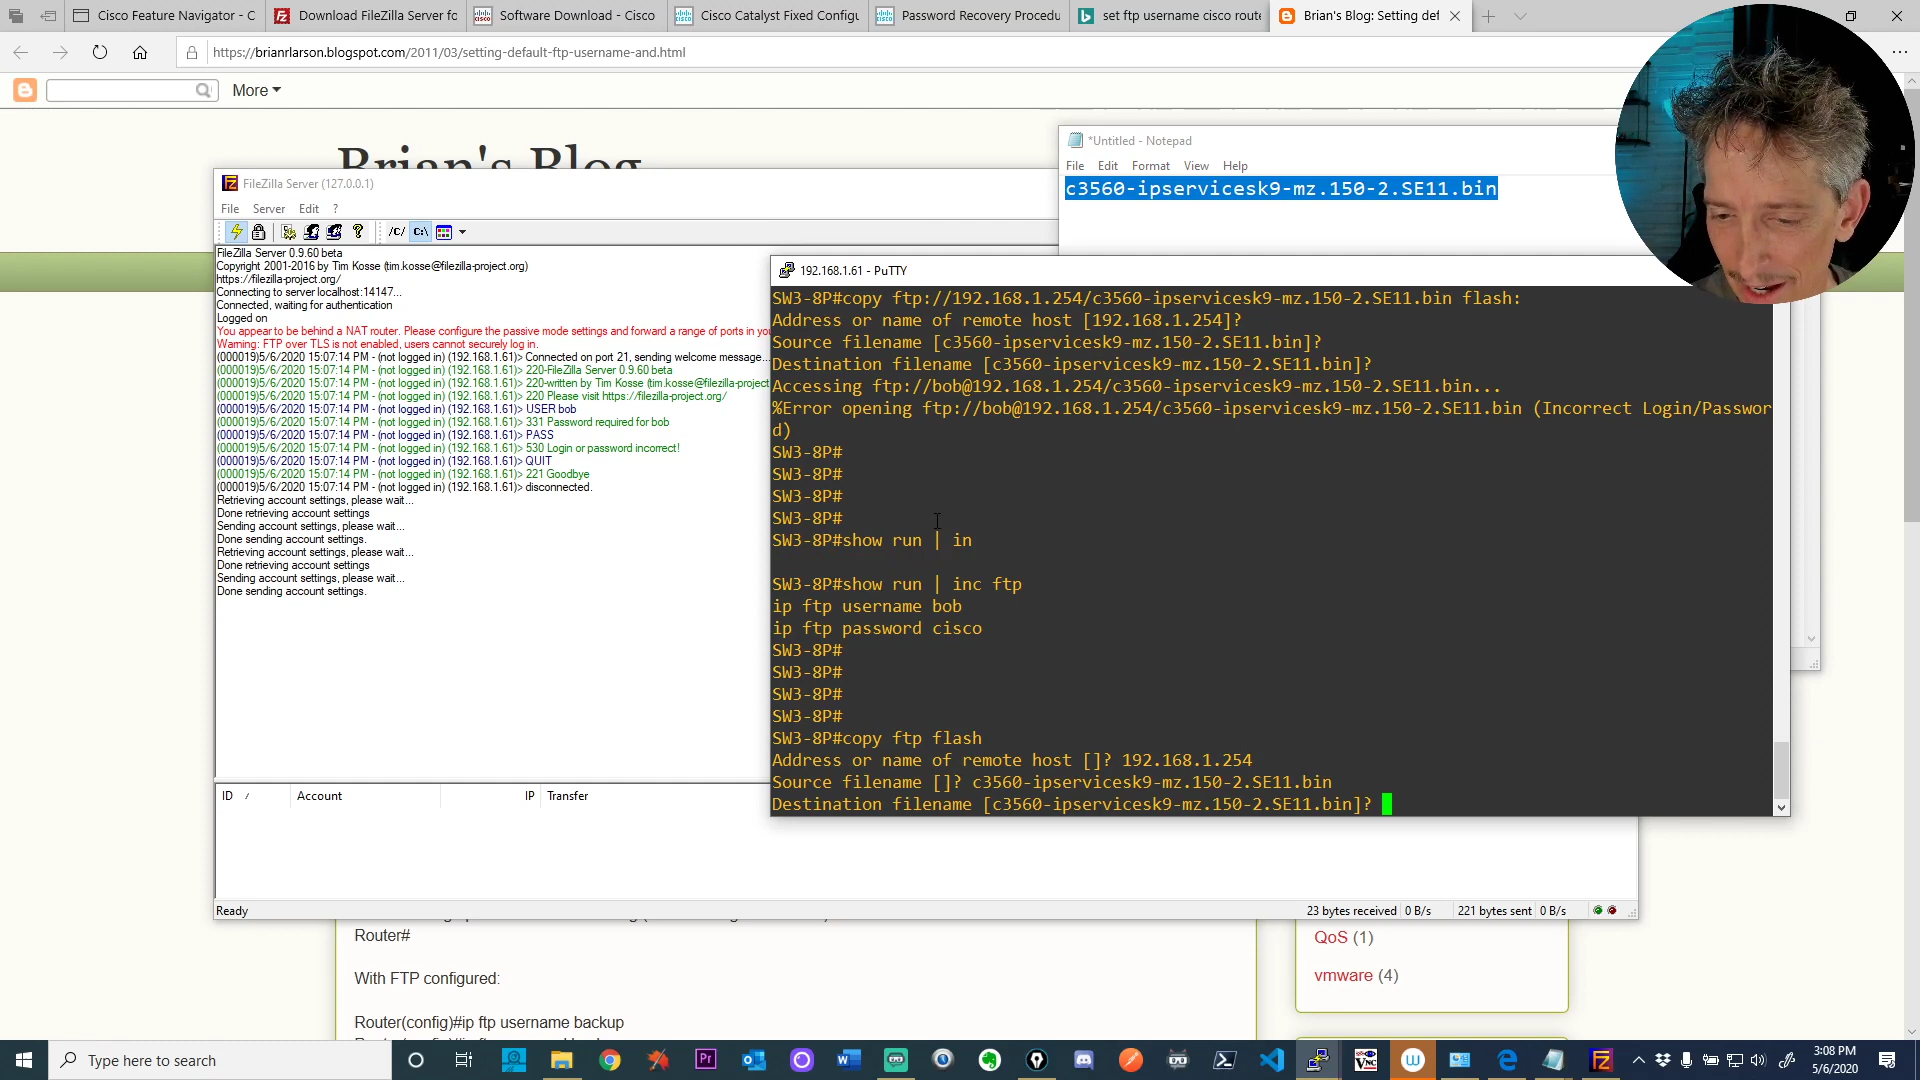 Cisco Feature Navigator - C
Download FileZilla Server fo
Software Download - Cisco
Cisco Catalyst Fixed Configu
Password Recovery Procedu
set ftp username cisco route
Brian's Blog: Setting def
https://brianrlarson.blogspot.com/2011/03/setting-default-ftp-username-and.html
More
Brian's Blog
*Untitled - Notepad
File Edit Format View Help
c3560-ipservicesk9-mz.150-2.SE11.bin
FileZilla Server (127.0.0.1)
File Server Edit ?
/C/ C:\
FileZilla Server 0.9.60 beta
Copyright 2001-2016 by Tim Kosse (tim.kosse@filezilla-project.org)
https://filezilla-project.org/
Connecting to server localhost:14147...
Connected, waiting for authentication
Logged on
You appear to be behind a NAT router. Please configure the passive mode settings and forward a range of ports in you
Warning: FTP over TLS is not enabled, users cannot securely log in.
(000019)5/6/2020 15:07:14 PM - (not logged in) (192.168.1.61)> Connected on port 21, sending welcome message...
(000019)5/6/2020 15:07:14 PM - (not logged in) (192.168.1.61)> 220-FileZilla Server 0.9.60 beta
(000019)5/6/2020 15:07:14 PM - (not logged in) (192.168.1.61)> 220-written by Tim Kosse (tim.kosse@filezilla-project
(000019)5/6/2020 15:07:14 PM - (not logged in) (192.168.1.61)> 220 Please visit https://filezilla-project.org/
(000019)5/6/2020 15:07:14 PM - (not logged in) (192.168.1.61)> USER bob
(000019)5/6/2020 15:07:14 PM - (not logged in) (192.168.1.61)> 331 Password required for bob
(000019)5/6/2020 15:07:14 PM - (not logged in) (192.168.1.61)> PASS
(000019)5/6/2020 15:07:14 PM - (not logged in) (192.168.1.61)> 530 Login or password incorrect!
(000019)5/6/2020 15:07:14 PM - (not logged in) (192.168.1.61)> QUIT
(000019)5/6/2020 15:07:14 PM - (not logged in) (192.168.1.61)> 221 Goodbye
(000019)5/6/2020 15:07:14 PM - (not logged in) (192.168.1.61)> disconnected.
Retrieving account settings, please wait...
Done retrieving account settings
Sending account settings, please wait...
Done sending account settings.
Retrieving account settings, please wait...
Done retrieving account settings
Sending account settings, please wait...
Done sending account settings.
ID / Account IP Transfer
Ready
23 bytes received 0 B/s 221 bytes sent 0 B/s
192.168.1.61 - PuTTY
SW3-8P#copy ftp://192.168.1.254/c3560-ipservicesk9-mz.150-2.SE11.bin flash:
Address or name of remote host [192.168.1.254]?
Source filename [c3560-ipservicesk9-mz.150-2.SE11.bin]?
Destination filename [c3560-ipservicesk9-mz.150-2.SE11.bin]?
Accessing ftp://bob@192.168.1.254/c3560-ipservicesk9-mz.150-2.SE11.bin...
%Error opening ftp://bob@192.168.1.254/c3560-ipservicesk9-mz.150-2.SE11.bin (Incorrect Login/Passwor
d)
SW3-8P#
SW3-8P#
SW3-8P#
SW3-8P#
SW3-8P#show run | in
SW3-8P#show run | inc ftp
ip ftp username bob
ip ftp password cisco
SW3-8P#
SW3-8P#
SW3-8P#
SW3-8P#
SW3-8P#copy ftp flash
Address or name of remote host []? 192.168.1.254
Source filename []? c3560-ipservicesk9-mz.150-2.SE11.bin
Destination filename [c3560-ipservicesk9-mz.150-2.SE11.bin]?
Router#
With FTP configured:
Router(config)#ip ftp username backup
QoS (1)
vmware (4)
Type here to search
Pr
3:08 PM
5/6/2020